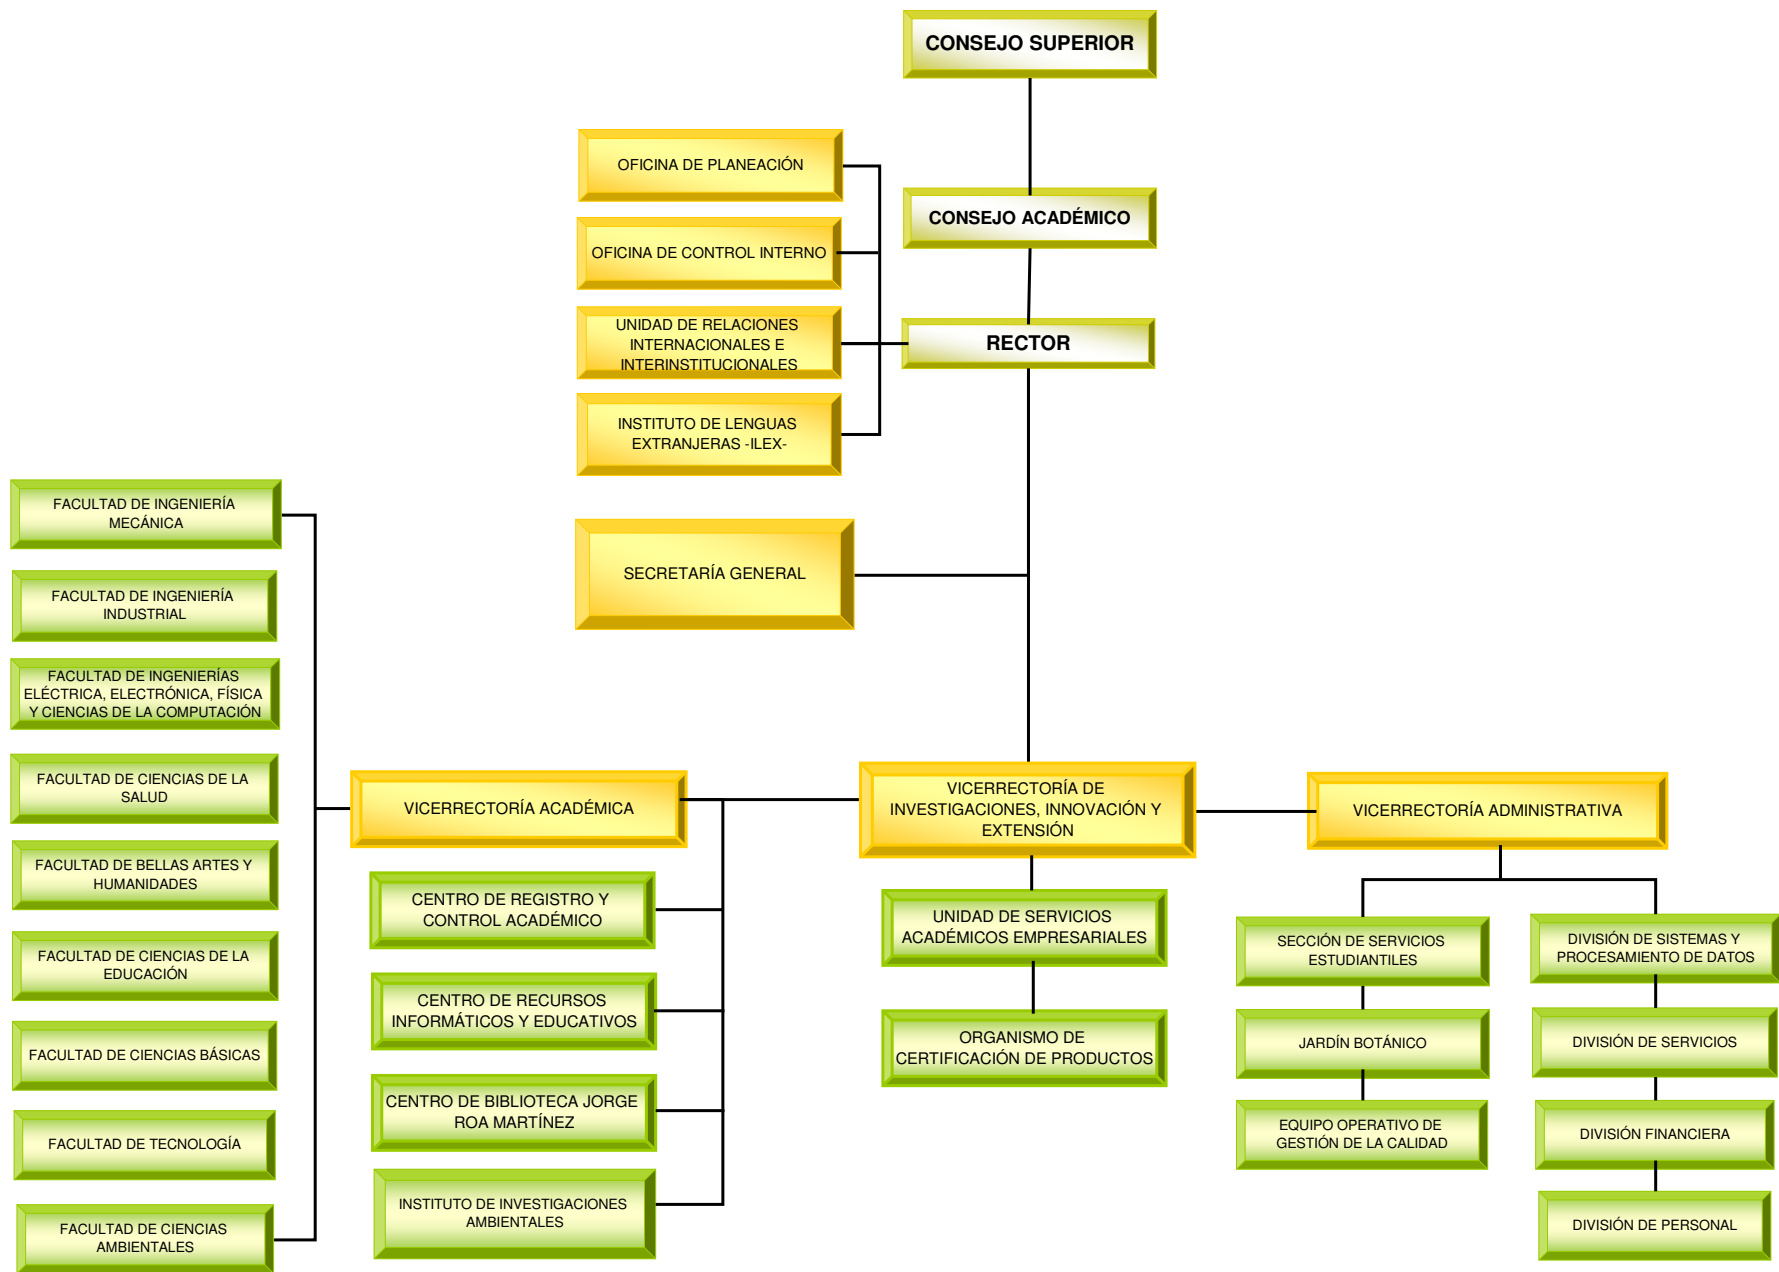 CONSEJO SUPERIOR
OFICINA DE PLANEACIÓN
CONSEJO ACADÉMICO
OFICINA DE CONTROL INTERNO
UNIDAD DE RELACIONES
INTERNACIONALES E
INTERINSTITUCIONALES
RECTOR
INSTITUTO DE LENGUAS
EXTRANJERAS -ILEX-
SECRETARÍA GENERAL
FACULTAD DE INGENIERÍA
MECÁNICA
FACULTAD DE INGENIERÍA
INDUSTRIAL
FACULTAD DE INGENIERÍAS
ELÉCTRICA, ELECTRÓNICA, FÍSICA
Y CIENCIAS DE LA COMPUTACIÓN
FACULTAD DE CIENCIAS DE LA
SALUD
FACULTAD DE BELLAS ARTES Y
HUMANIDADES
FACULTAD DE CIENCIAS DE LA
EDUCACIÓN
FACULTAD DE CIENCIAS BÁSICAS
FACULTAD DE TECNOLOGÍA
FACULTAD DE CIENCIAS
AMBIENTALES
VICERRECTORÍA ACADÉMICA
CENTRO DE REGISTRO Y
CONTROL ACADÉMICO
CENTRO DE RECURSOS
INFORMÁTICOS Y EDUCATIVOS
CENTRO DE BIBLIOTECA JORGE
ROA MARTÍNEZ
INSTITUTO DE INVESTIGACIONES
AMBIENTALES
VICERRECTORÍA DE
INVESTIGACIONES, INNOVACIÓN Y
EXTENSIÓN
UNIDAD DE SERVICIOS
ACADÉMICOS EMPRESARIALES
ORGANISMO DE
CERTIFICACIÓN DE PRODUCTOS
VICERRECTORÍA ADMINISTRATIVA
SECCIÓN DE SERVICIOS
ESTUDIANTILES
JARDÍN BOTÁNICO
EQUIPO OPERATIVO DE
GESTIÓN DE LA CALIDAD
DIVISIÓN DE SISTEMAS Y
PROCESAMIENTO DE DATOS
DIVISIÓN DE SERVICIOS
DIVISIÓN FINANCIERA
DIVISIÓN DE PERSONAL